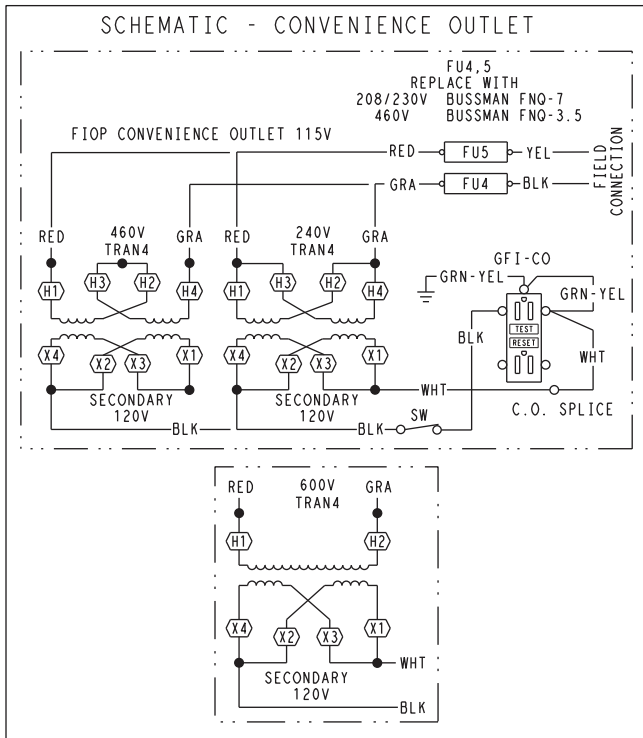 SCHEMATIC - CONVENIENCE OUTLET
FU4,5
REPLACE WITH
208/230V BUSSMAN FNQ-7
460V BUSSMAN FNQ-3.5
FIOP CONVENIENCE OUTLET 115V
RED FU5 YEL
GRA FU4 BLK
FIELD CONNECTION
RED 460V TRAN4 GRA RED 240V TRAN4 GRA
H3 H2 H3 H2
H1 H4 H1 H4
GFI-CO
GRN-YEL
GRN-YEL
TEST
RESET
BLK
WHT
X4 X2 X3 X1 X4 X2 X3 X1
SECONDARY 120V SECONDARY 120V
WHT
C.O. SPLICE
BLK BLK SW
RED 600V GRA
TRAN4
H1 H2
X4 X2 X3 X1
WHT
SECONDARY
120V
BLK